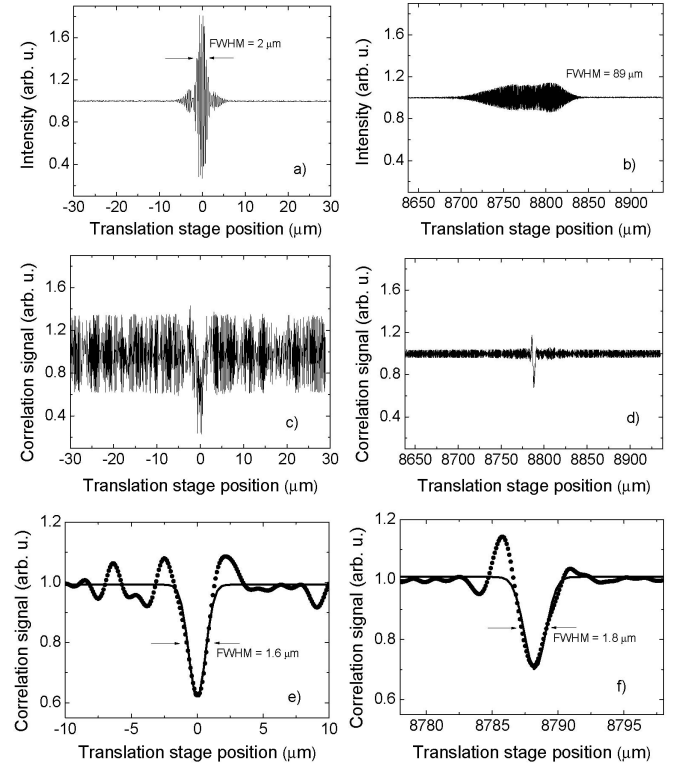 Intensity (arb. u.)
1.6
1.2
0.8
0.4
FWHM = 2 μm
a)
-30 -20 -10 0 10 20 30
Translation stage position (μm)
Intensity (arb. u.)
1.6
1.2
0.8
0.4
FWHM = 89 μm
b)
8650 8700 8750 8800 8850 8900
Translation stage position (μm)
Correlation signal (arb. u.)
1.6
1.2
0.8
0.4
c)
-30 -20 -10 0 10 20 30
Translation stage position (μm)
Correlation signal (arb. u.)
1.6
1.2
0.8
0.4
d)
8650 8700 8750 8800 8850 8900
Translation stage position (μm)
Correlation signal (arb. u.)
1.2
1.0
0.8
0.6
FWHM = 1.6 μm
e)
-10 -5 0 5 10
Translation stage position (μm)
Correlation signal (arb. u.)
1.2
1.0
0.8
0.6
FWHM = 1.8 μm
f)
8780 8785 8790 8795
Translation stage position (μm)